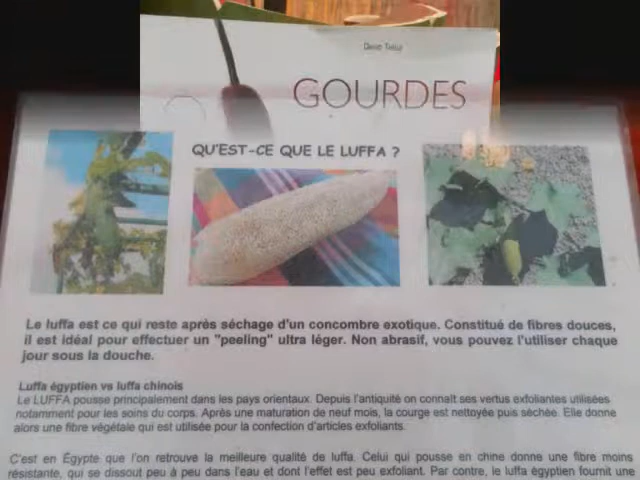 GOURDES
QU'EST-CE QUE LE LUFFA ?
Le luffa est ce qui reste après séchage d'un concombre exotique. Constitué de fibres douces,
il est idéal pour effectuer un "peeling" ultra léger. Non abrasif, vous pouvez l'utiliser chaque
jour sous la douche.
Luffa égyptien vs luffa chinois
Le LUFFA pousse principalement dans les pays orientaux. Depuis l'antiquité on connaît ses vertus exfoliantes utilisées
notamment pour les soins du corps. Après une maturation de neuf mois, la courge est nettoyée puis séchée. Elle donne
alors une fibre végétale qui est utilisée pour la confection d'articles exfoliants.
C'est en Égypte que l'on retrouve la meilleure qualité de luffa. Celui qui pousse en chine donne une fibre moins
résistante, qui se dissout peu à peu dans l'eau et dont l'effet est peu exfoliant. Par contre, le luffa égyptien fournit une